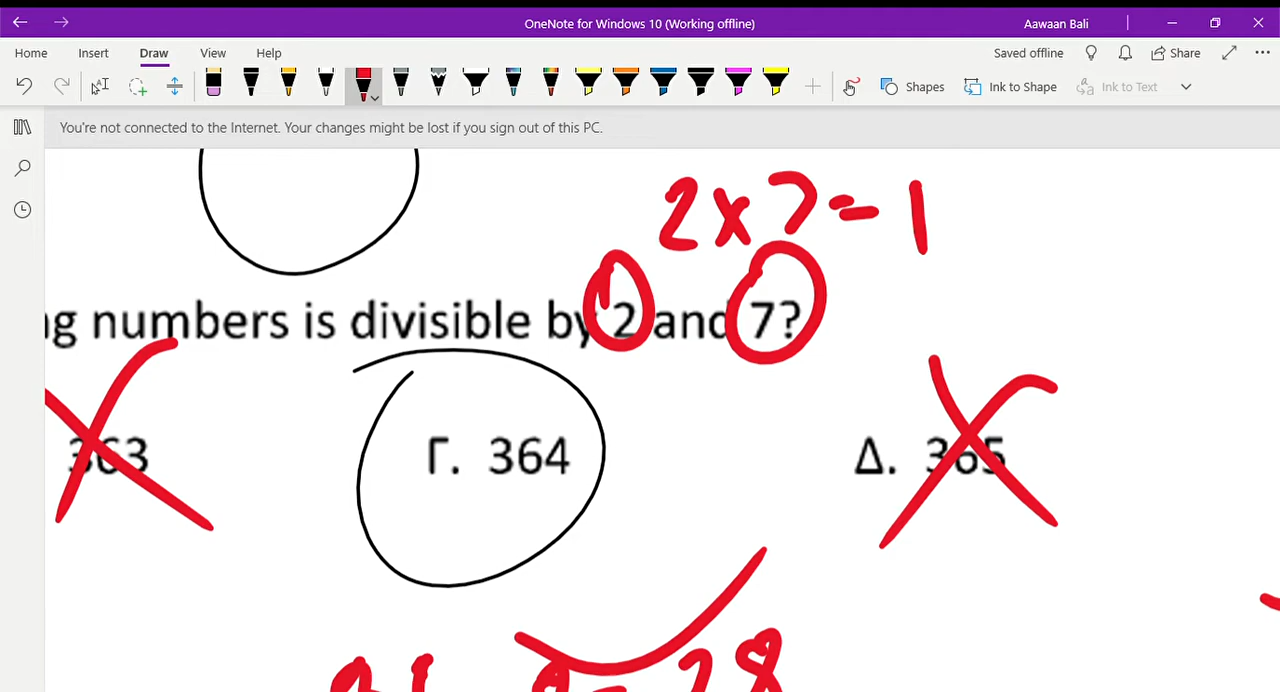 OneNote for Windows 10 (Working offline)
Aawaan Bali
Home Insert Draw View Help
Saved offline
Share
Shapes
Ink to Shape
Ink to Text
You're not connected to the Internet. Your changes might be lost if you sign out of this PC.
2x7=1
ng numbers is divisible by 2 and 7?
363
Γ. 364
Δ. 365
28